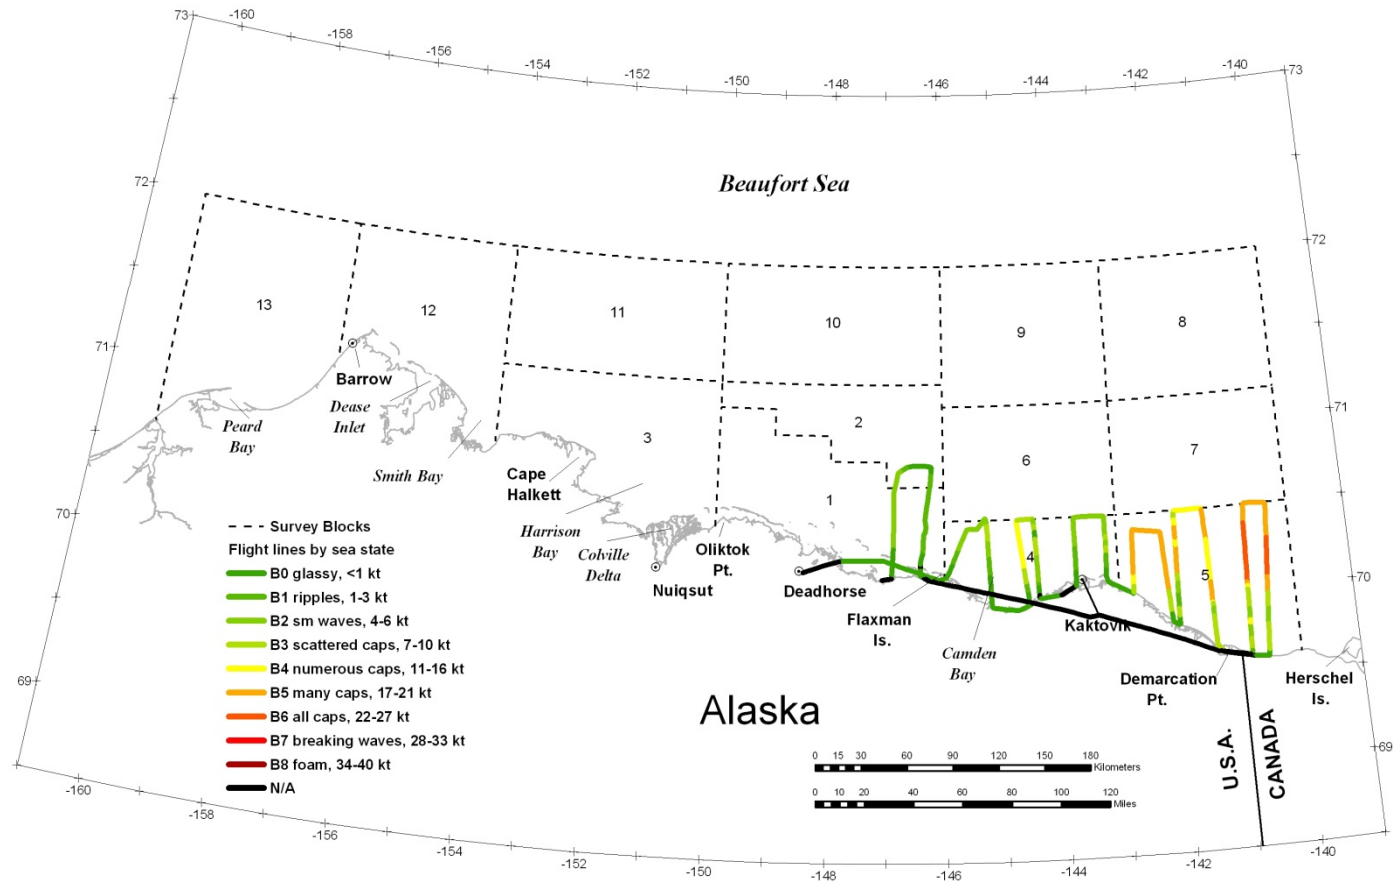 73
-160
-158
-156
-154
-152
-150
-148
-146
-144
-142
-140
73
72
Beaufort Sea
72
13
12
11
10
9
8
71
Barrow
Dease
Inlet
Peard
Bay
Smith Bay
Cape
Halkett
3
2
6
7
71
70
1
Harrison
Bay
Colville
Delta
Nuiqsut
Oliktok
Pt.
Deadhorse
Flaxman
Is.
4
5
70
Kaktovik
Camden
Bay
Demarcation
Pt.
Herschel
Is.
Survey Blocks
Flight lines by sea state
B0 glassy, <1 kt
B1 ripples, 1-3 kt
B2 sm waves, 4-6 kt
B3 scattered caps, 7-10 kt
B4 numerous caps, 11-16 kt
B5 many caps, 17-21 kt
B6 all caps, 22-27 kt
B7 breaking waves, 28-33 kt
B8 foam, 34-40 kt
N/A
69
Alaska
U.S.A.
CANADA
69
0 15 30 60 90 120 150 180
Kilometers
0 10 20 40 60 80 100 120
Miles
-160
-158
-156
-154
-152
-150
-148
-146
-144
-142
-140